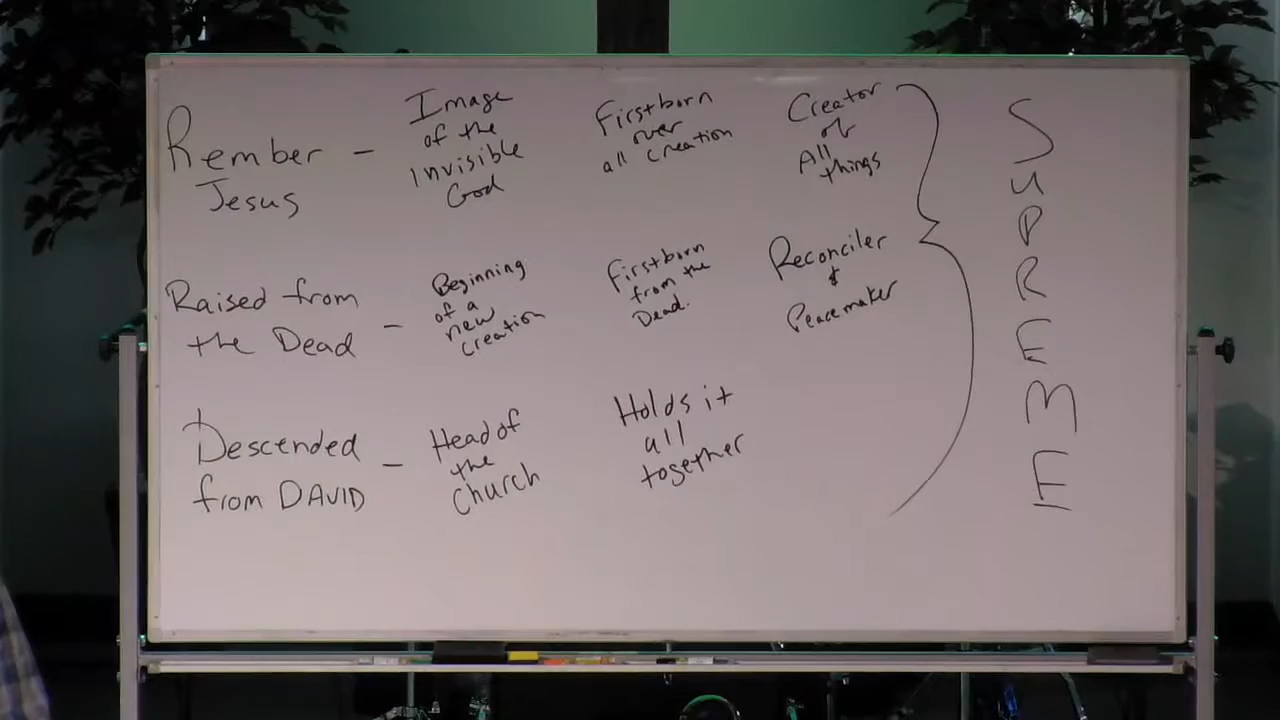 Rember - 
Jesus
Image
of the
Invisible
God
Firstborn
over
all creation
Creator
of
All
things
Raised from
the Dead -
Beginning
of a
new
creation
Firstborn
from the
Dead.
Reconciler
&
Peacemaker
Descended -
from DAVID
Head of
the
Church
Holds it
all
together
SUPREME